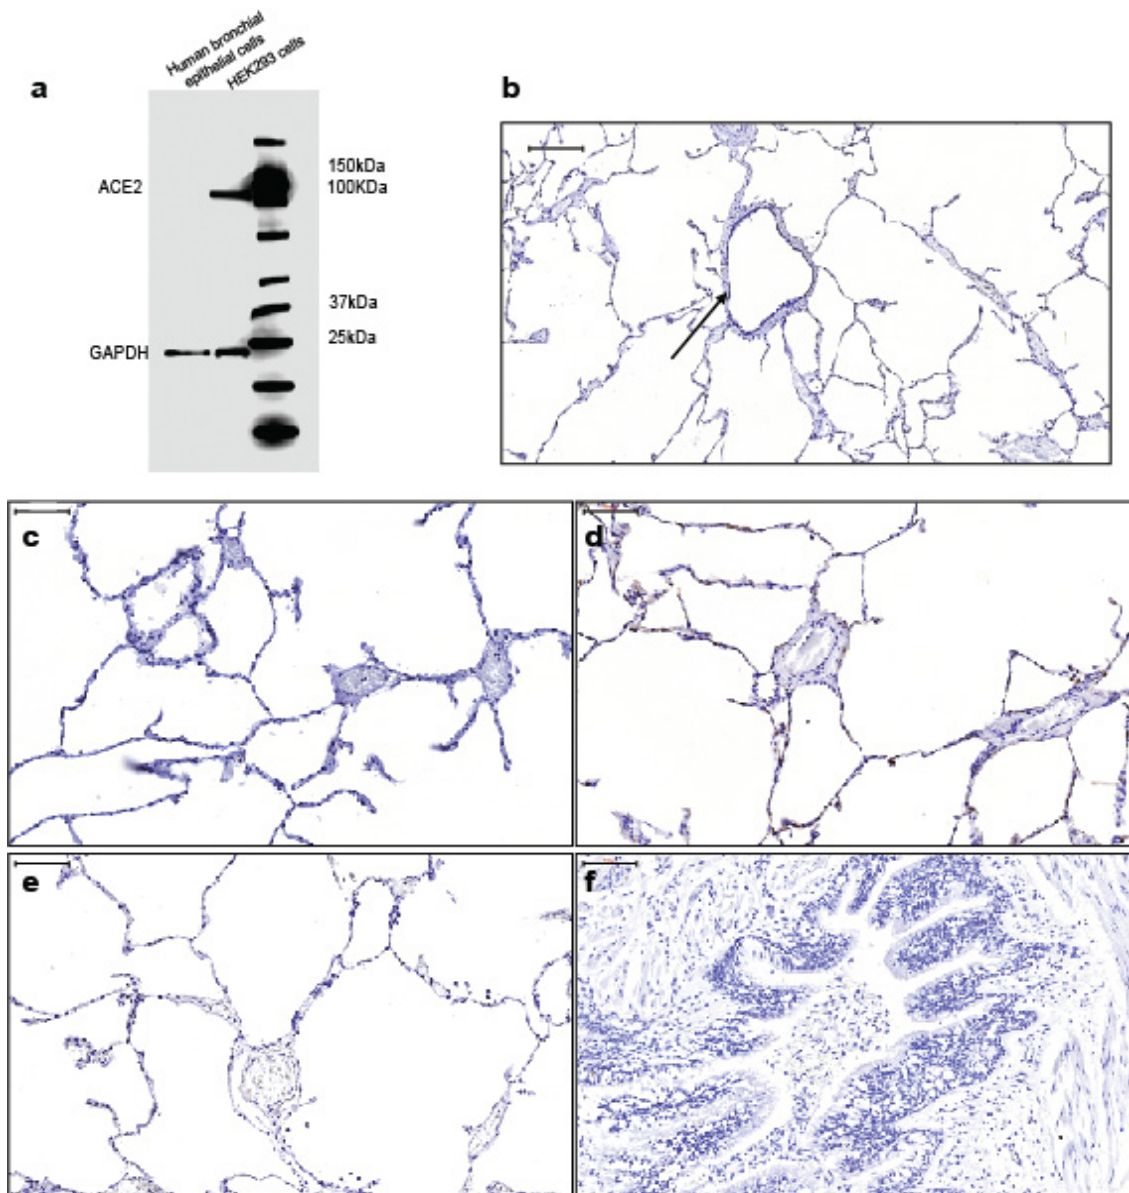 Human bronchial
epithelial cells
HEK293 cells
a
ACE2
GAPDH
150kDa
100KDa
37kDa
25kDa
b
c
d
e
f